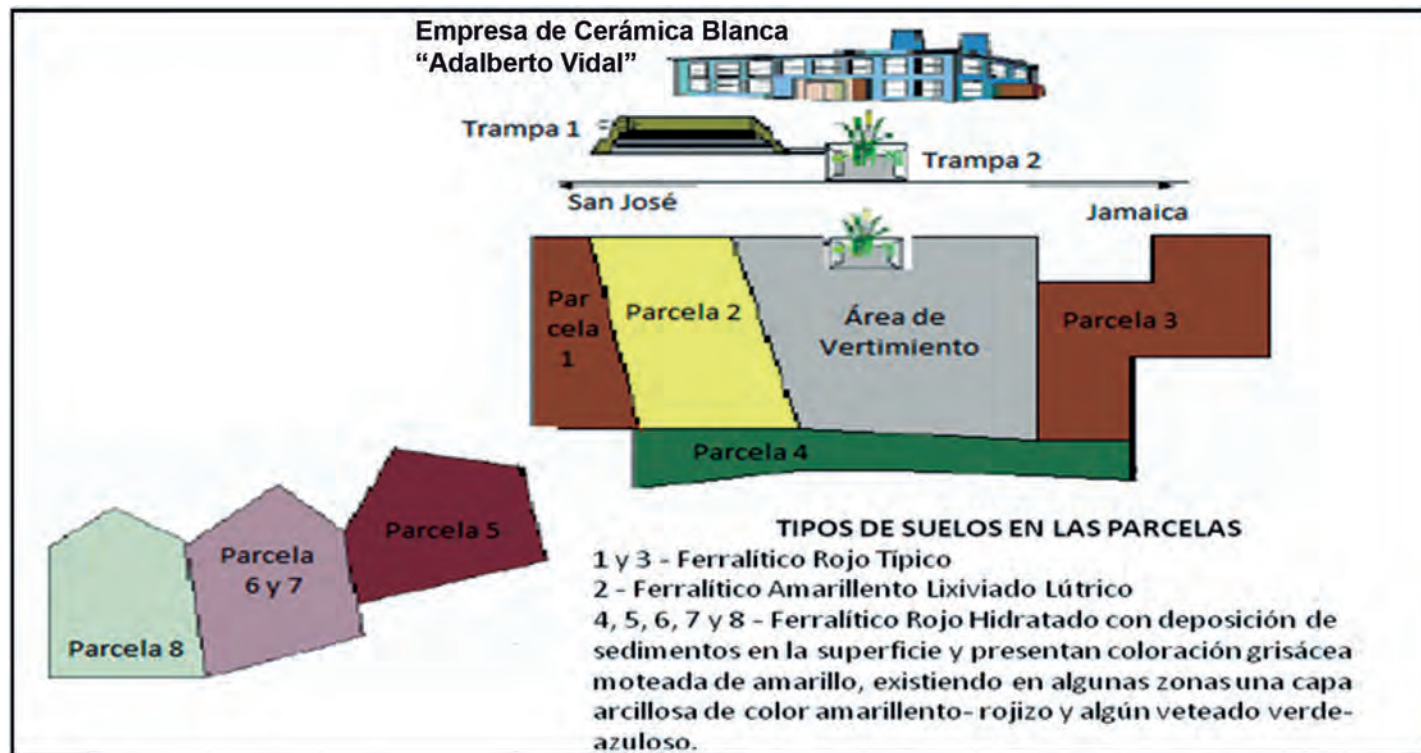 Empresa de Cerámica Blanca
“Adalberto Vidal”
Trampa 1
Trampa 2
San José
Jamaica
Par
cela
1
Parcela 2
Área de
Vertimiento
Parcela 3
Parcela 4
Parcela 5
Parcela
6 y 7
Parcela 8
TIPOS DE SUELOS EN LAS PARCELAS
1 y 3 - Ferralítico Rojo Típico
2 - Ferralítico Amarillento Lixiviado Lútrico
4, 5, 6, 7 y 8 - Ferralítico Rojo Hidratado con deposición de
sedimentos en la superficie y presentan coloración grisácea
moteada de amarillo, existiendo en algunas zonas una capa
arcillosa de color amarillento- rojizo y algún veteado verde-
azuloso.